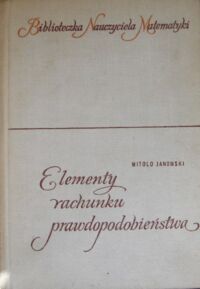 Biblioteczka Nauczyciela Matematyki
WITOLD JANOWSKI
Elementy
rachunku
prawdopodobieństwa